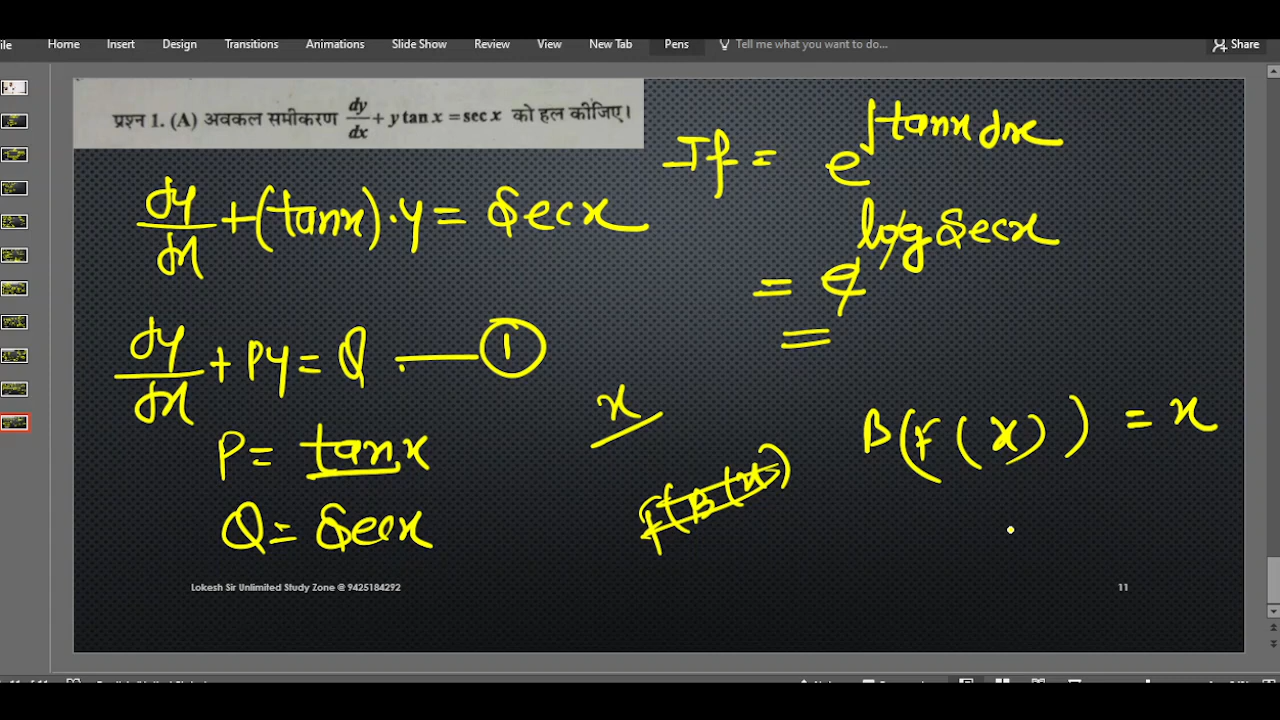 File Home Insert Design Transitions Animations Slide Show Review View New Tab Pens Tell me what you want to do... Share
प्रश्न 1. (A) अवकल समीकरण dy/dx + y tan x = sec x को हल कीजिए।
dy/dx + (tanx)·y = Secx
If = e^∫tanx dx
= e^log Secx
=
dy/dx + Py = Q —— 1
P = tanx
Q = Secx
x
F(B(x))
B(F(x)) = x
Lokesh Sir Unlimited Study Zone @ 9425184292
11